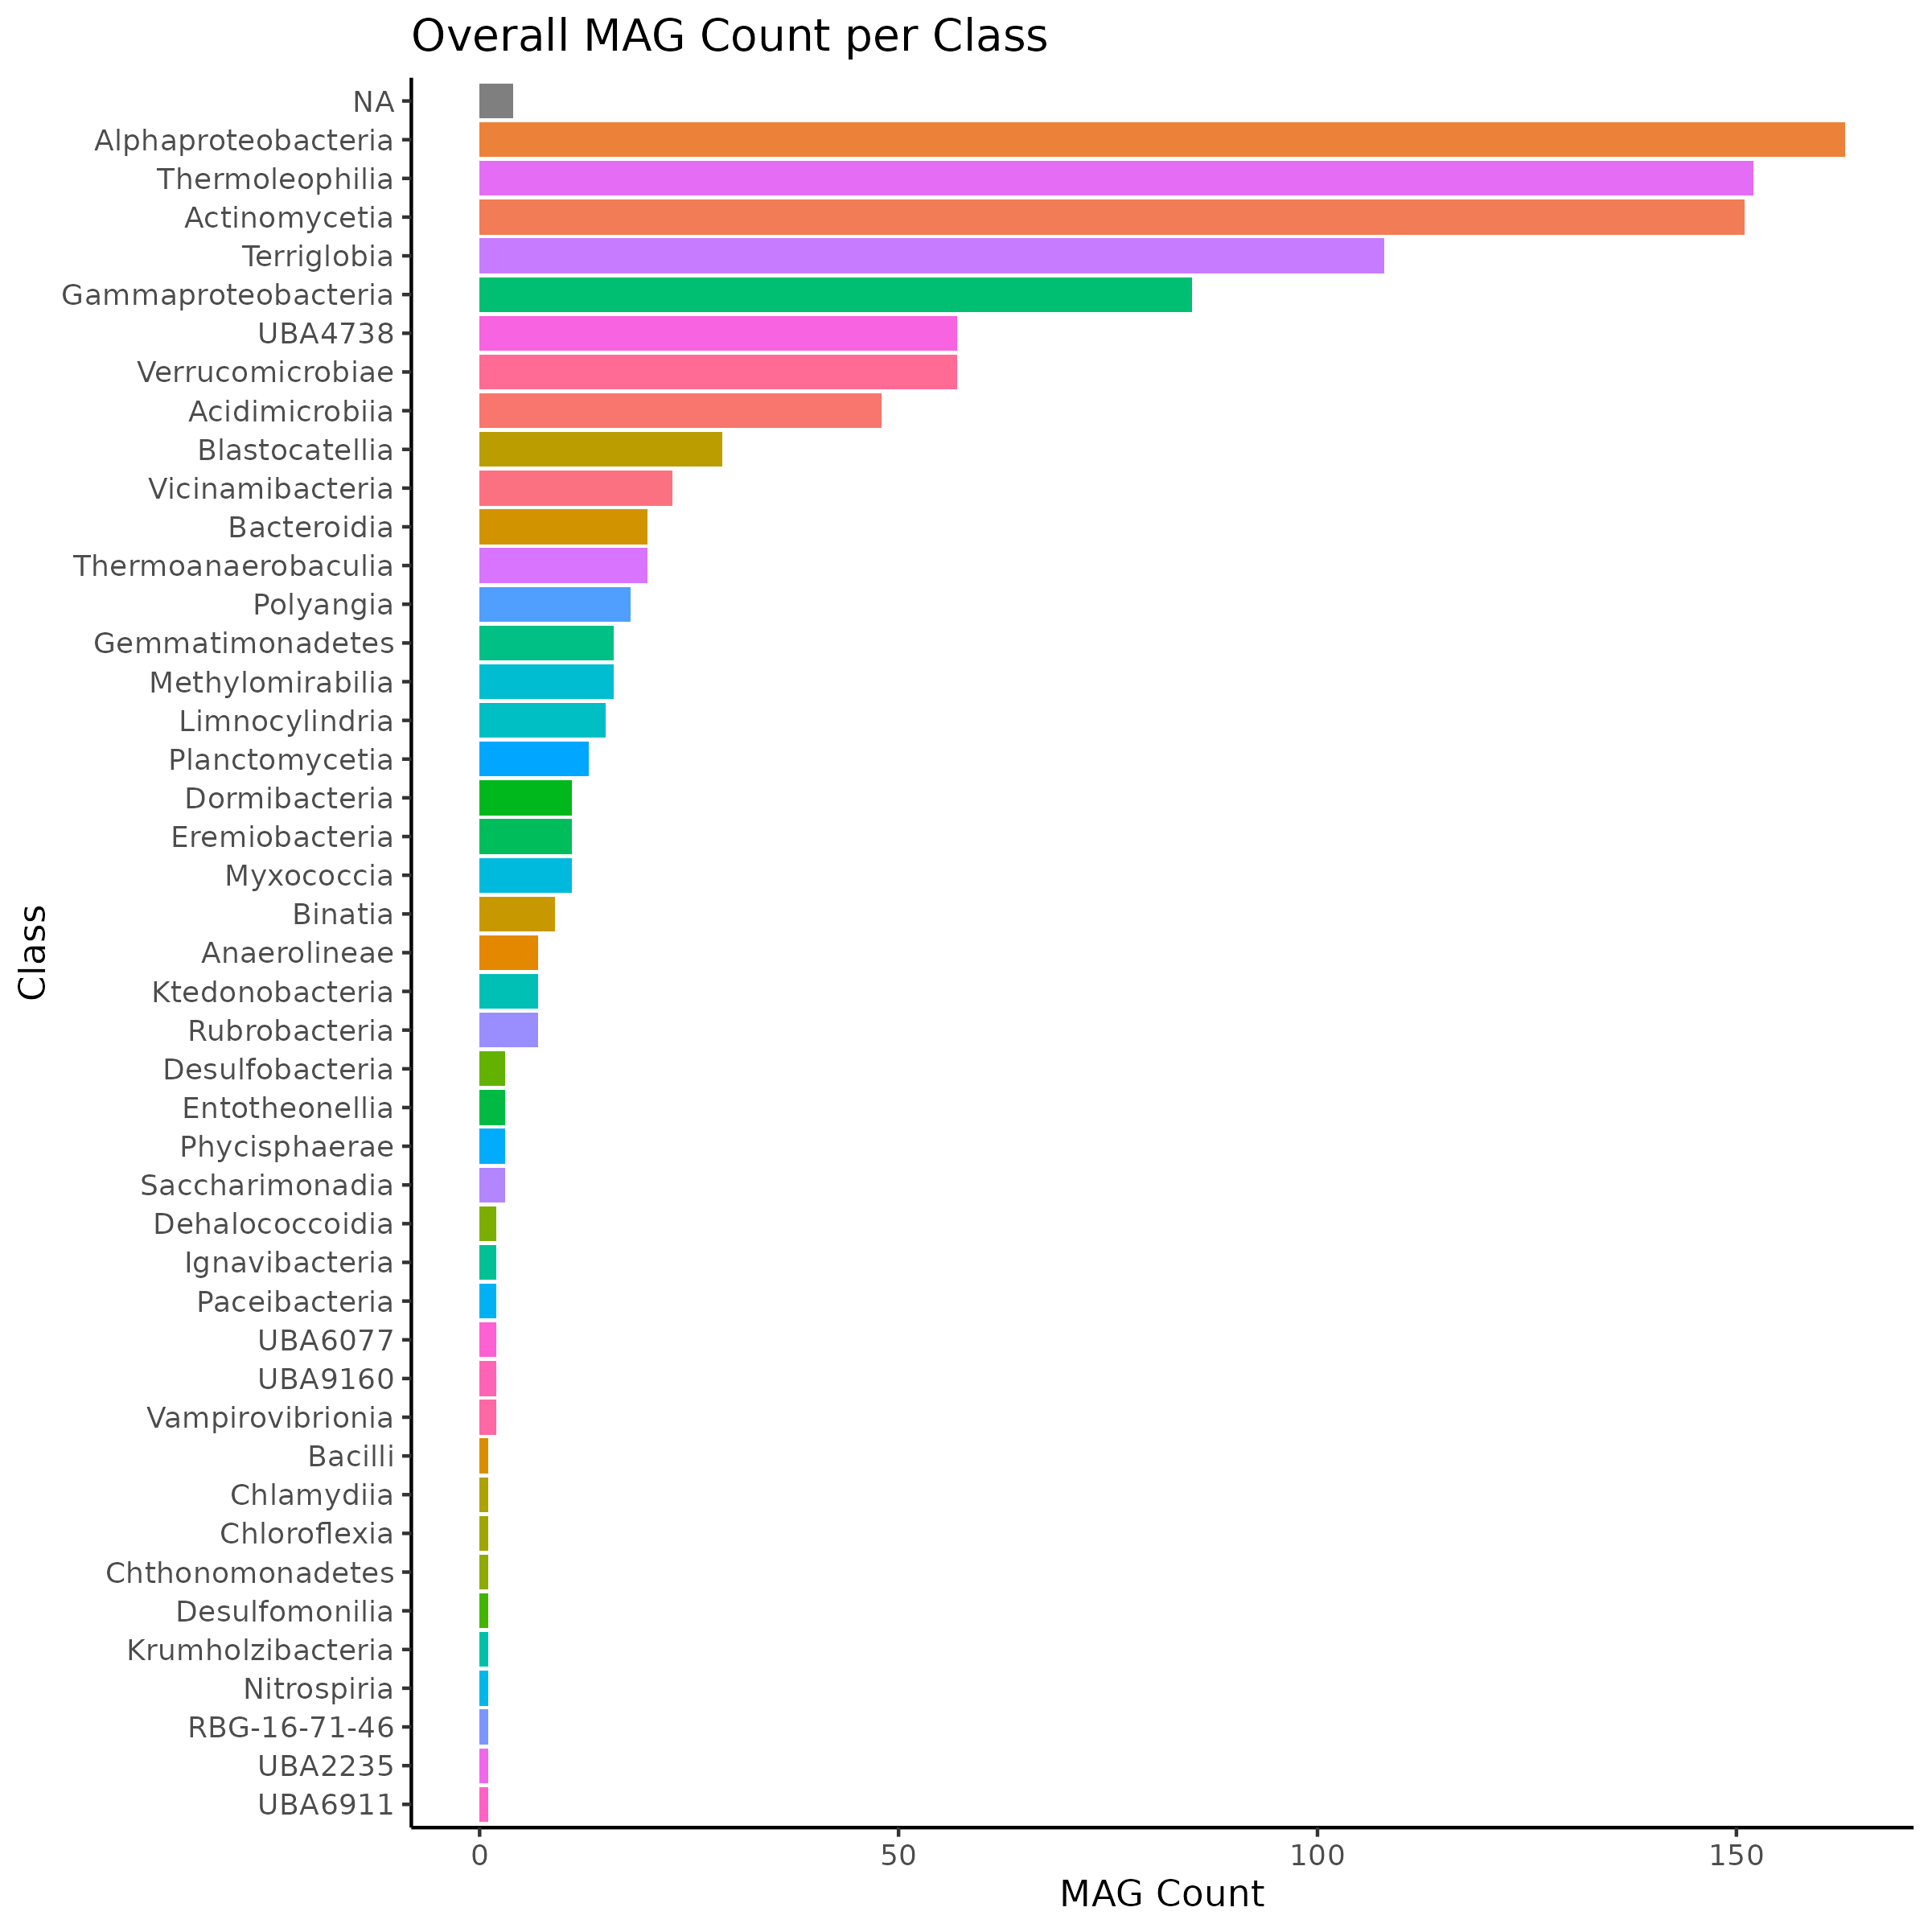 Overall MAG Count per Class
NA
Alphaproteobacteria
Thermoleophilia
Actinomycetia
Terriglobia
Gammaproteobacteria
UBA4738
Verrucomicrobiae
Acidimicrobiia
Blastocatellia
Vicinamibacteria
Bacteroidia
Thermoanaerobaculia
Polyangia
Gemmatimonadetes
Methylomirabilia
Limnocylindria
Planctomycetia
Dormibacteria
Eremiobacteria
Myxococcia
Binatia
Anaerolineae
Ktedonobacteria
Rubrobacteria
Desulfobacteria
Entotheonellia
Phycisphaerae
Saccharimonadia
Dehalococcoidia
Ignavibacteria
Paceibacteria
UBA6077
UBA9160
Vampirovibrionia
Bacilli
Chlamydiia
Chloroflexia
Chthonomonadetes
Desulfomonilia
Krumholzibacteria
Nitrospiria
RBG-16-71-46
UBA2235
UBA6911
Class
0 50 100 150
MAG Count